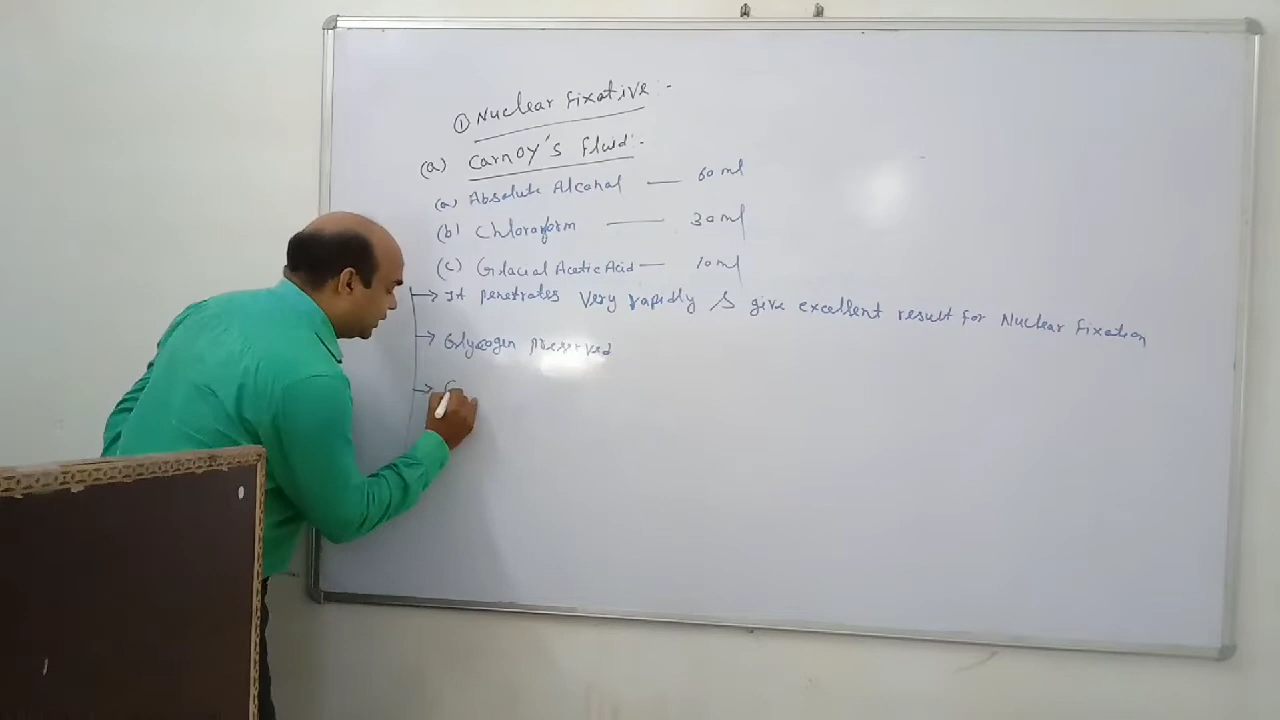 ① Nuclear fixative :-
(a) Carnoy's fluid :-
(a) Absolute Alcohal — 60 ml
(b) Chloroform — 30 ml
(c) Glacial Acetic Acid — 10 ml
→ It penetrates very rapidly & give excellent result for Nuclear fixation
→ Glycogen preserved
→